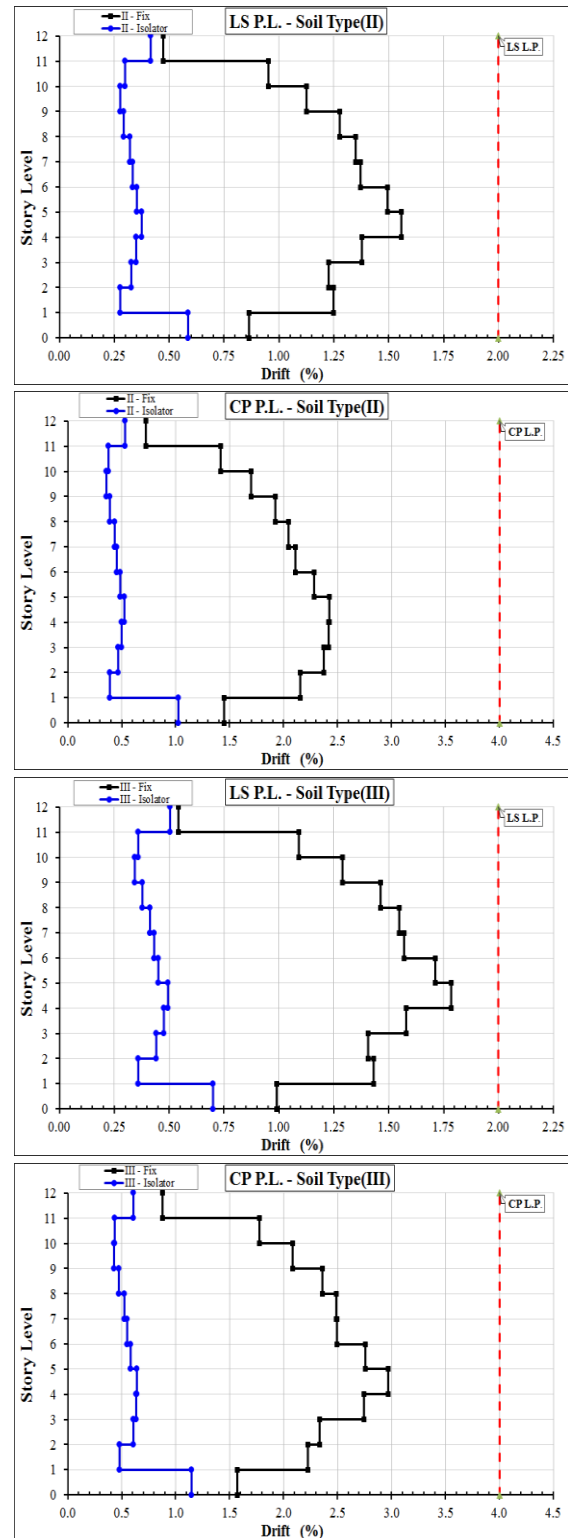 II - Fix
II - Isolator
LS P.L. - Soil Type(II)
LS L.P.
Story Level
12
11
10
9
8
7
6
5
4
3
2
1
0
0.00 0.25 0.50 0.75 1.00 1.25 1.50 1.75 2.00 2.25
Drift (%)
II - Fix
II - Isolator
CP P.L. - Soil Type(II)
CP L.P.
Story Level
12
11
10
9
8
7
6
5
4
3
2
1
0
0.0 0.5 1.0 1.5 2.0 2.5 3.0 3.5 4.0 4.5
Drift (%)
III - Fix
III - Isolator
LS P.L. - Soil Type(III)
LS L.P.
Story Level
12
11
10
9
8
7
6
5
4
3
2
1
0
0.00 0.25 0.50 0.75 1.00 1.25 1.50 1.75 2.00 2.25
Drift (%)
III - Fix
III - Isolator
CP P.L. - Soil Type(III)
CP L.P.
Story Level
12
11
10
9
8
7
6
5
4
3
2
1
0
0.0 0.5 1.0 1.5 2.0 2.5 3.0 3.5 4.0 4.5
Drift (%)